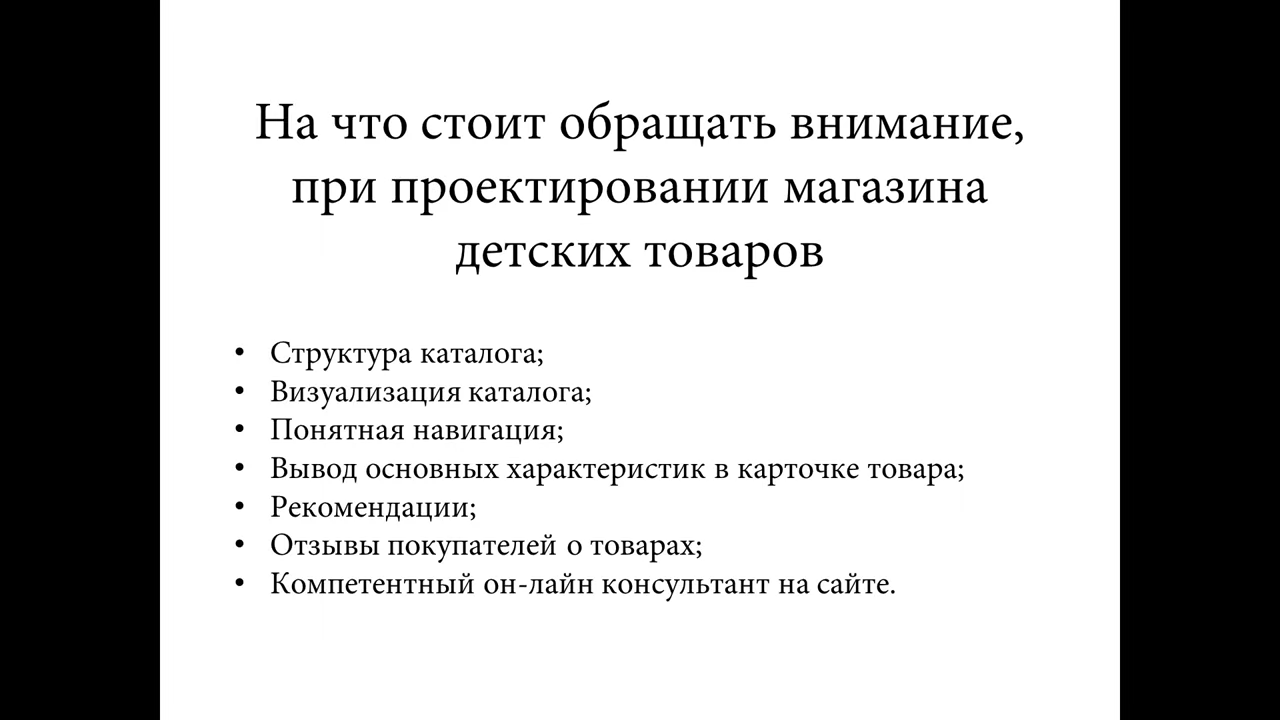 На что стоит обращать внимание,
при проектировании магазина
детских товаров
• Структура каталога;
• Визуализация каталога;
• Понятная навигация;
• Вывод основных характеристик в карточке товара;
• Рекомендации;
• Отзывы покупателей о товарах;
• Компетентный он-лайн консультант на сайте.